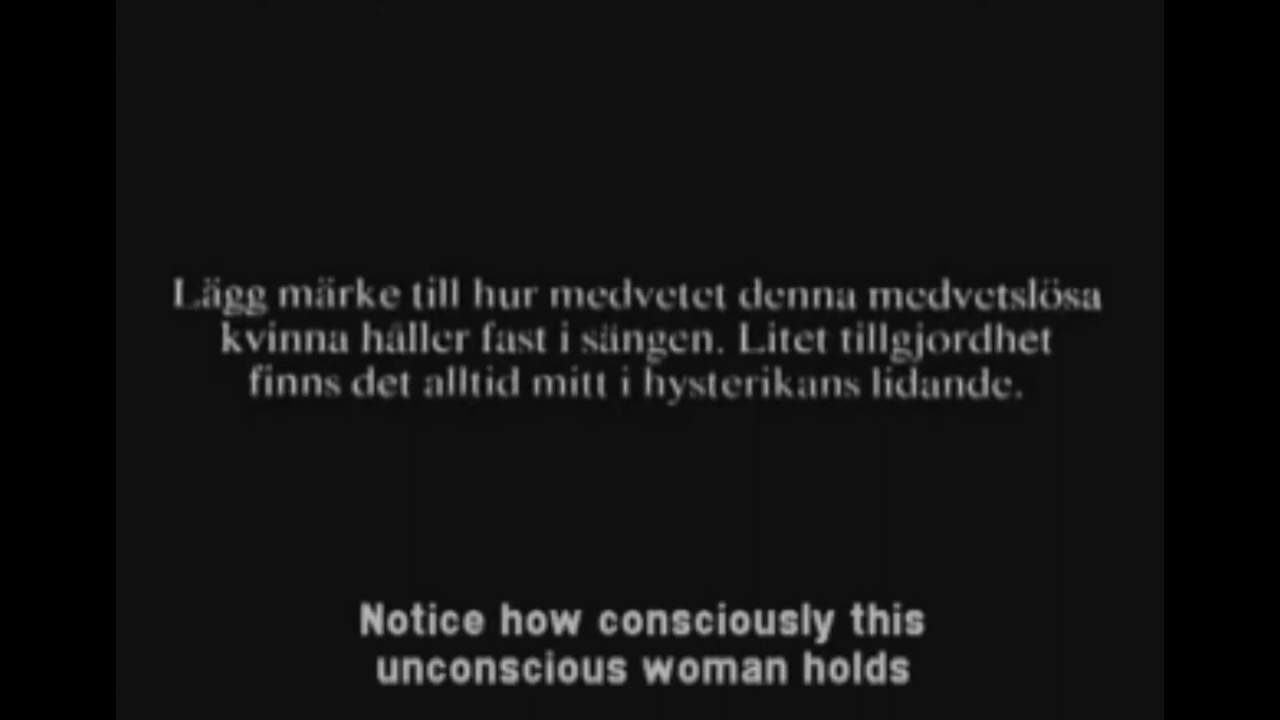 Lägg märke till hur medvetet denna medvetslösa
kvinna håller fast i sängen. Litet tillgjordhet
finns det alltid mitt i hysterikans lidande.
Notice how consciously this
unconscious woman holds